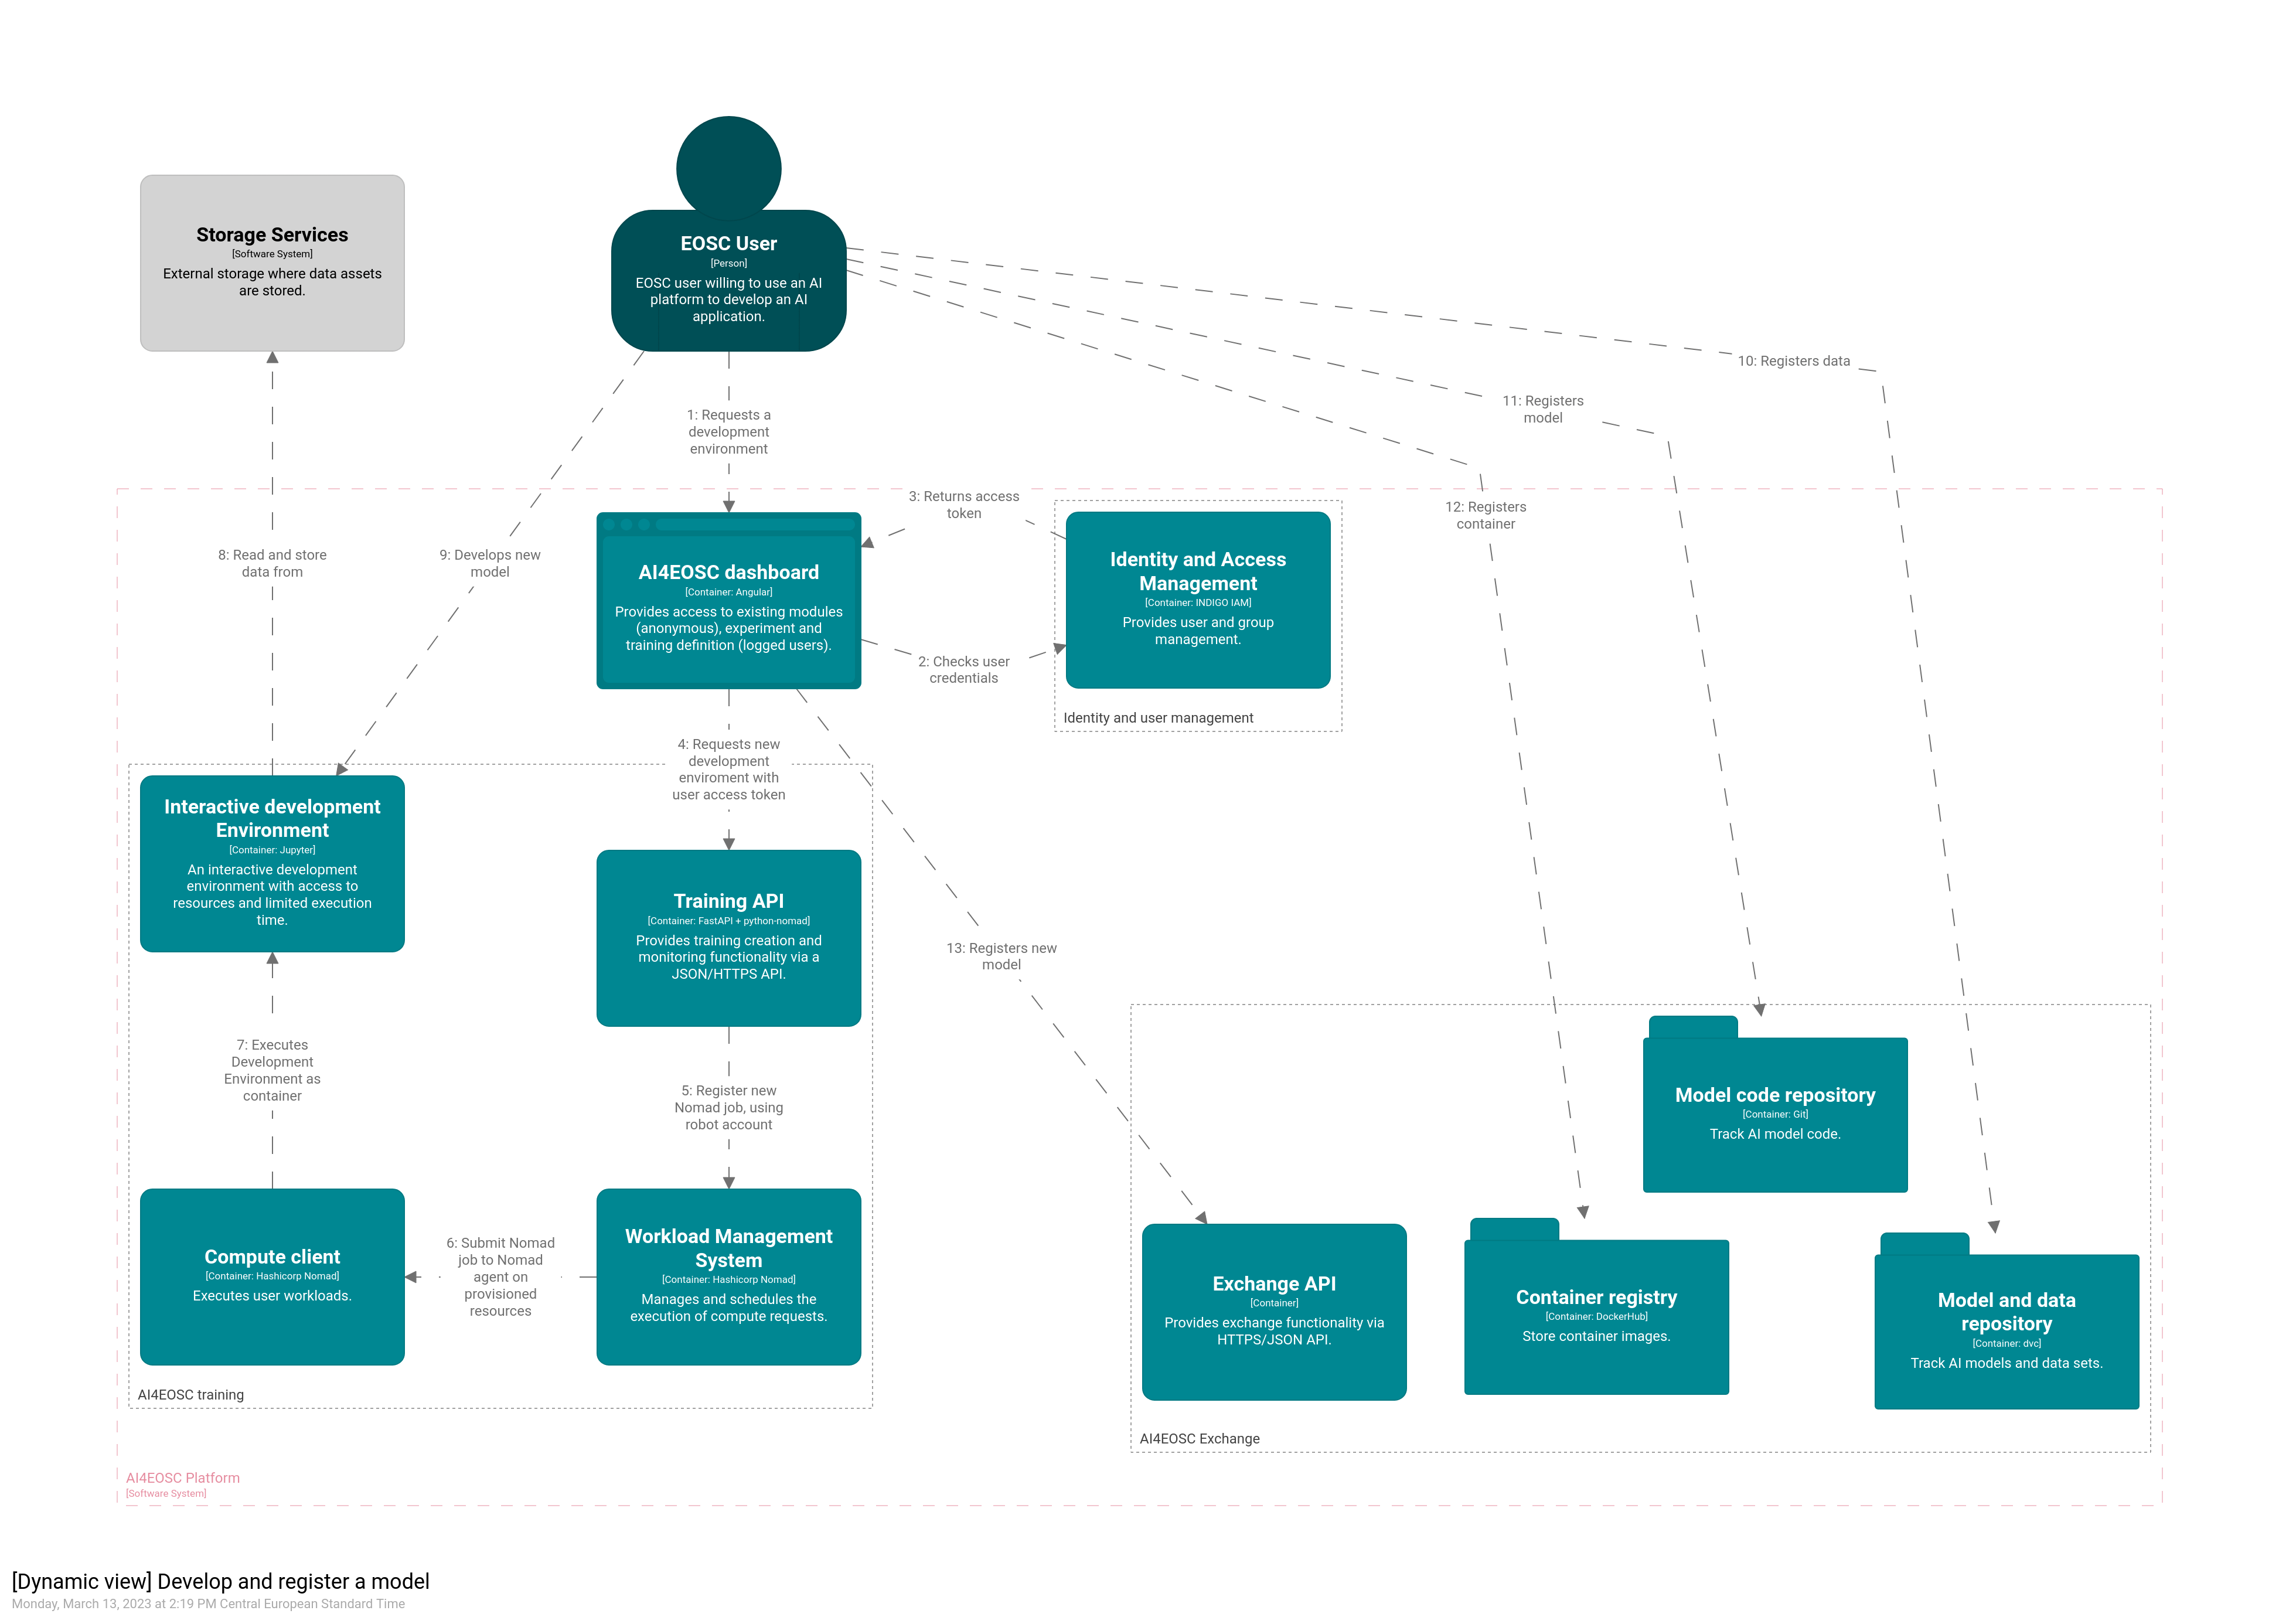 Storage Services
[Software System]
External storage where data assets
are stored.
EOSC User
[Person]
EOSC user willing to use an AI
platform to develop an AI
application.
10: Registers data
11: Registers
model
1: Requests a
development
environment
3: Returns access
token
12: Registers
container
8: Read and store
data from
9: Develops new
model
AI4EOSC dashboard
[Container: Angular]
Provides access to existing modules
(anonymous), experiment and
training definition (logged users).
Identity and Access
Management
[Container: INDIGO IAM]
Provides user and group
management.
2: Checks user
credentials
Identity and user management
4: Requests new
development
enviroment with
user access token
Interactive development
Environment
[Container: Jupyter]
An interactive development
environment with access to
resources and limited execution
time.
Training API
[Container: FastAPI + python-nomad]
Provides training creation and
monitoring functionality via a
JSON/HTTPS API.
13: Registers new
model
7: Executes
Development
Environment as
container
5: Register new
Nomad job, using
robot account
Model code repository
[Container: Git]
Track AI model code.
Compute client
[Container: Hashicorp Nomad]
Executes user workloads.
6: Submit Nomad
job to Nomad
agent on
provisioned
resources
Workload Management
System
[Container: Hashicorp Nomad]
Manages and schedules the
execution of compute requests.
Exchange API
[Container]
Provides exchange functionality via
HTTPS/JSON API.
Container registry
[Container: DockerHub]
Store container images.
Model and data
repository
[Container: dvc]
Track AI models and data sets.
AI4EOSC training
AI4EOSC Exchange
AI4EOSC Platform
[Software System]
[Dynamic view] Develop and register a model
Monday, March 13, 2023 at 2:19 PM Central European Standard Time